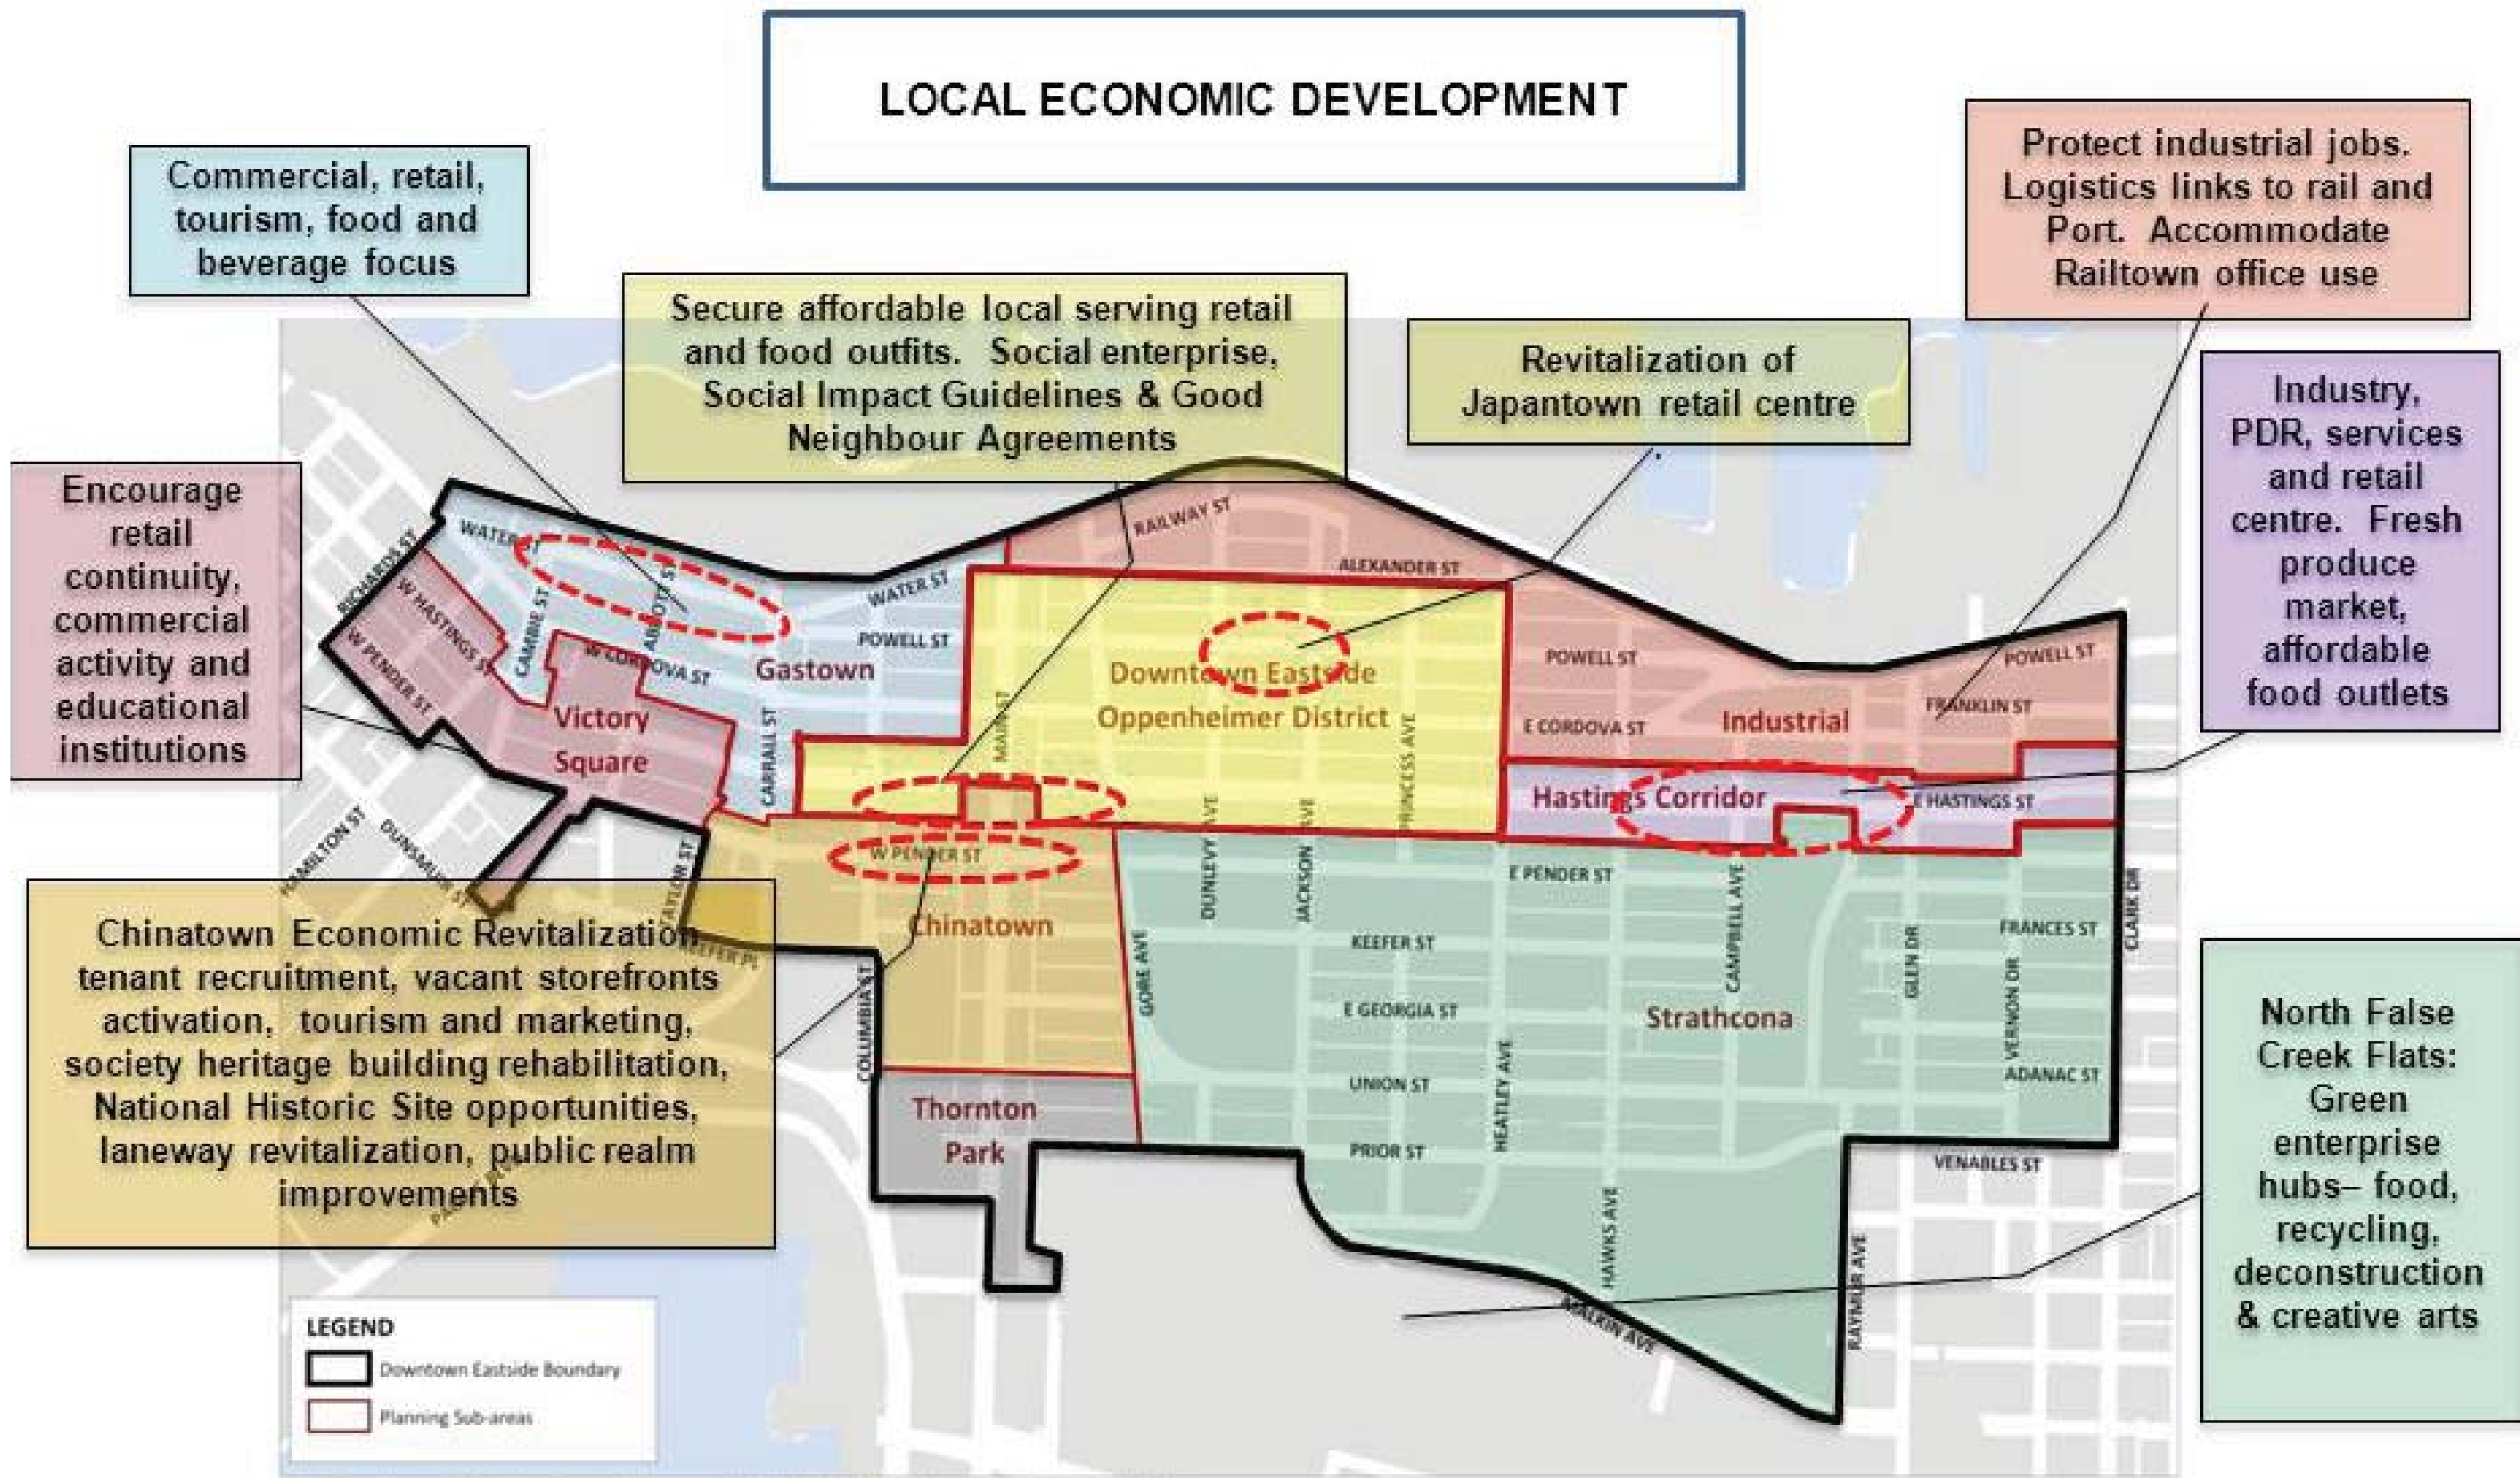 LOCAL ECONOMIC DEVELOPMENT
Commercial, retail,
tourism, food and
beverage focus
Secure affordable local serving retail
and food outfits. Social enterprise,
Social Impact Guidelines & Good
Neighbour Agreements
Revitalization of
Japantown retail centre
Protect industrial jobs.
Logistics links to rail and
Port. Accommodate
Railtown office use
Industry,
PDR, services
and retail
centre. Fresh
produce
market,
affordable
food outlets
Encourage
retail
continuity,
commercial
activity and
educational
institutions
Chinatown Economic Revitalization
tenant recruitment, vacant storefronts
activation, tourism and marketing,
society heritage building rehabilitation,
National Historic Site opportunities,
laneway revitalization, public realm
improvements
North False
Creek Flats:
Green
enterprise
hubs– food,
recycling,
deconstruction
& creative arts
WATER ST
RICHARDS ST
W HASTINGS ST
W PENDER ST
CAMBIE ST
ABBOTT ST
W CORDOVA ST
WATER ST
POWELL ST
Gastown
Victory
Square
CARRALL ST
RAILWAY ST
ALEXANDER ST
Downtown Eastside
Oppenheimer District
MAIN ST
PRINCESS AVE
DUNLEVY AVE
JACKSON AVE
POWELL ST
E CORDOVA ST
Industrial
POWELL ST
FRANKLIN ST
Hastings Corridor
E HASTINGS ST
HAMILTON ST
DUNSMUIR ST
TAYLOR ST
KEEFER PL
W PENDER ST
Chinatown
COLUMBIA ST
GORE AVE
Thornton
Park
E PENDER ST
KEEFER ST
E GEORGIA ST
UNION ST
PRIOR ST
HEATLEY AVE
HAWKS AVE
CAMPBELL AVE
Strathcona
GLEN DR
VERNON DR
FRANCES ST
ADANAC ST
CLARK DR
VENABLES ST
RAYMUR AVE
MALKIN AVE
LEGEND
Downtown Eastside Boundary
Planning Sub-areas